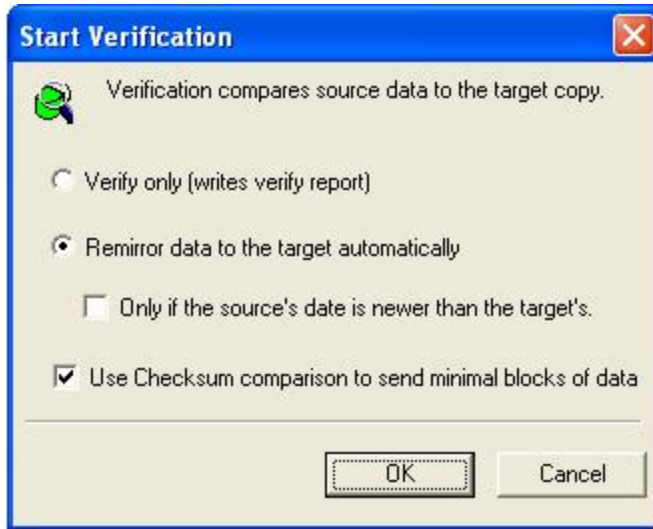 Start Verification
Verification compares source data to the target copy.
Verify only (writes verify report)
Remirror data to the target automatically
Only if the source's date is newer than the target's.
Use Checksum comparison to send minimal blocks of data
OK
Cancel